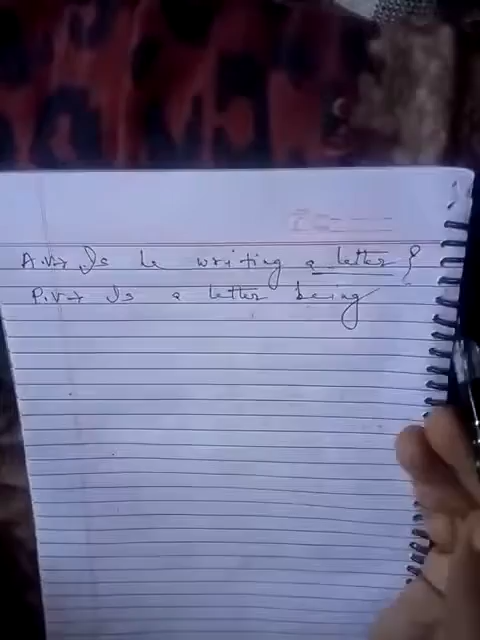 A.V→ Is he writing a letter?
P.V→ Is a letter being